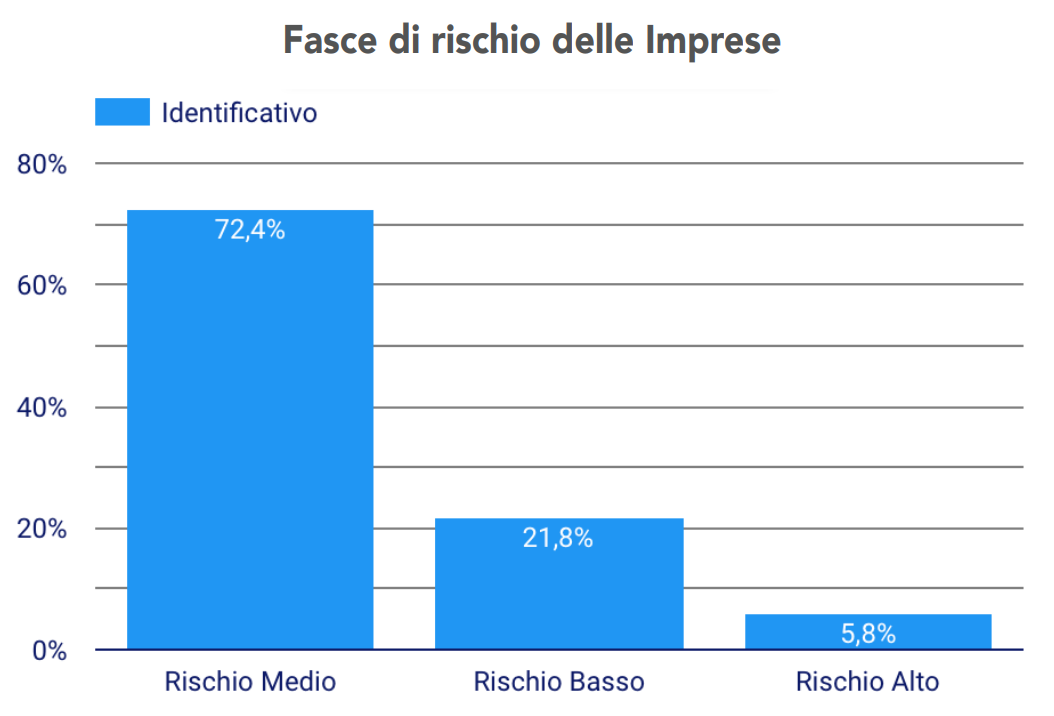 Fasce di rischio delle Imprese
Identificativo
80%
60%
40%
20%
0%
72,4%
21,8%
5,8%
Rischio Medio
Rischio Basso
Rischio Alto